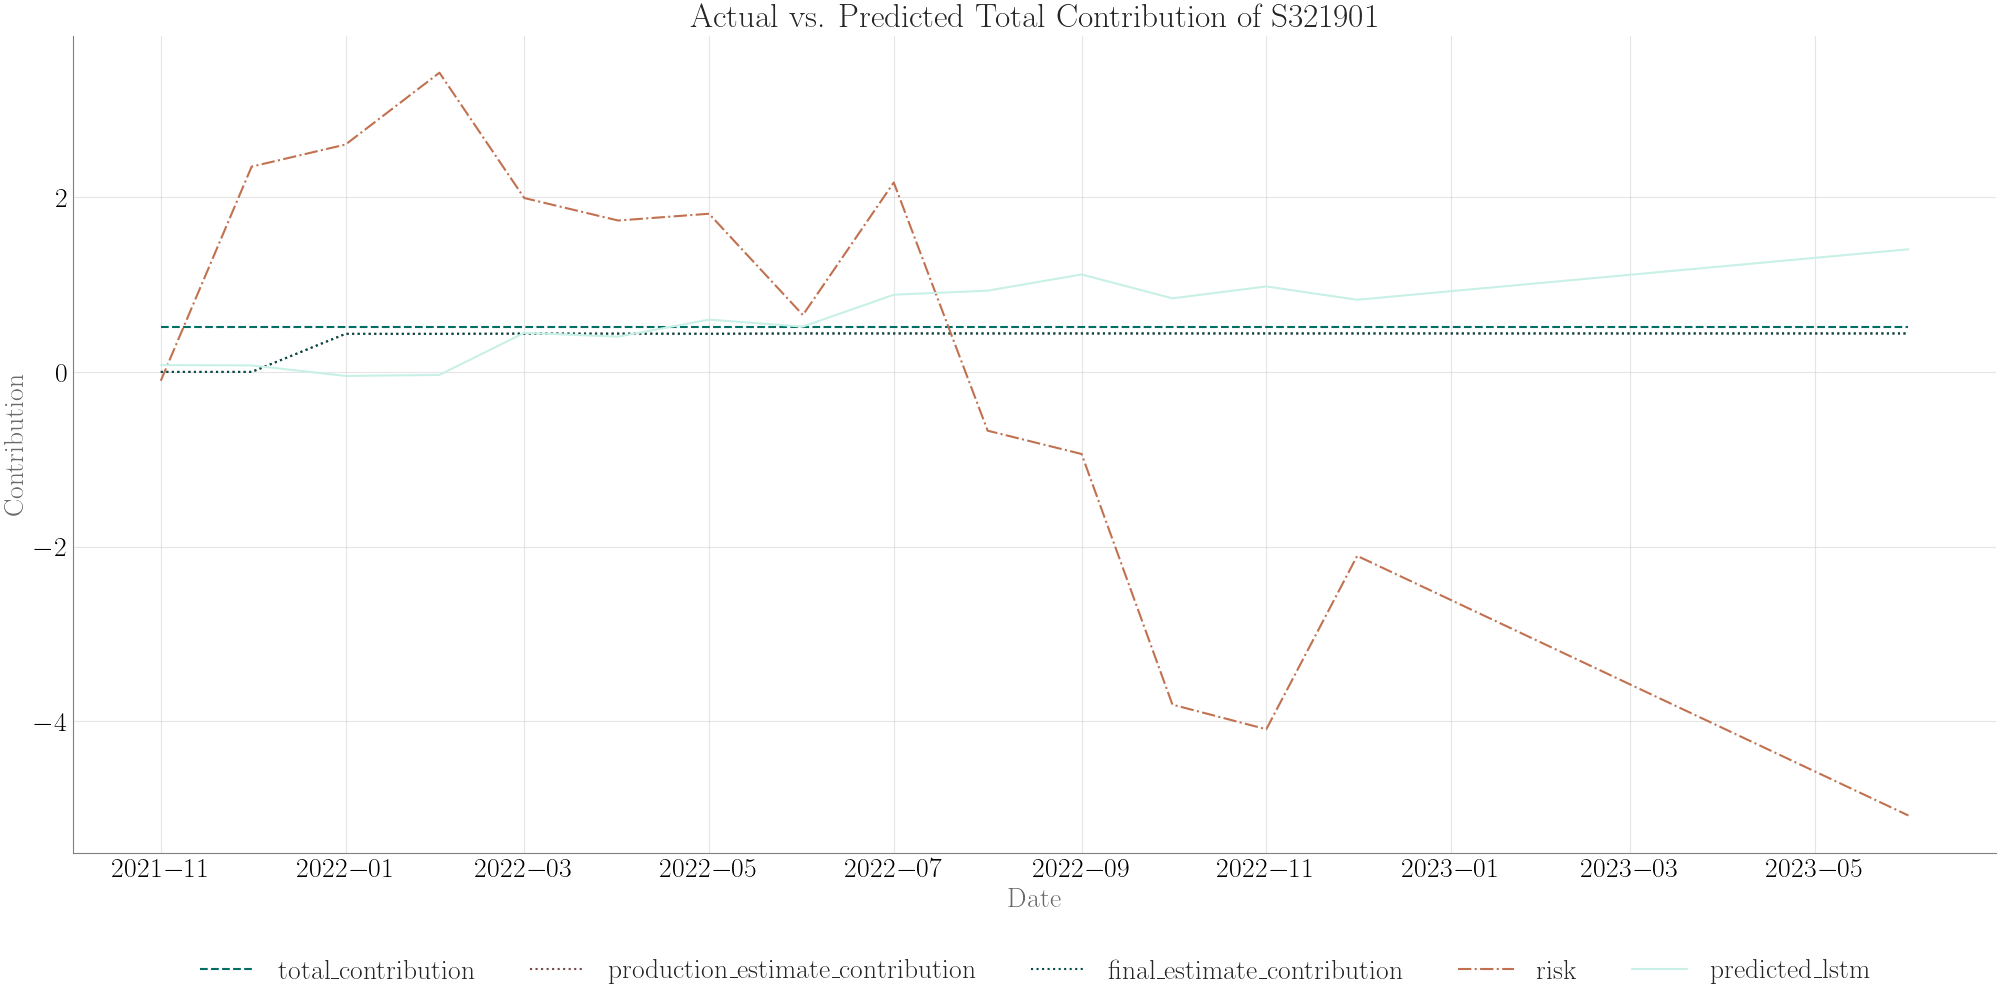 Actual vs. Predicted Total Contribution of S321901
Contribution
2
0
−2
−4
2021−11 2022−01 2022−03 2022−05 2022−07 2022−09 2022−11 2023−01 2023−03 2023−05
Date
total_contribution production_estimate_contribution final_estimate_contribution risk predicted_lstm